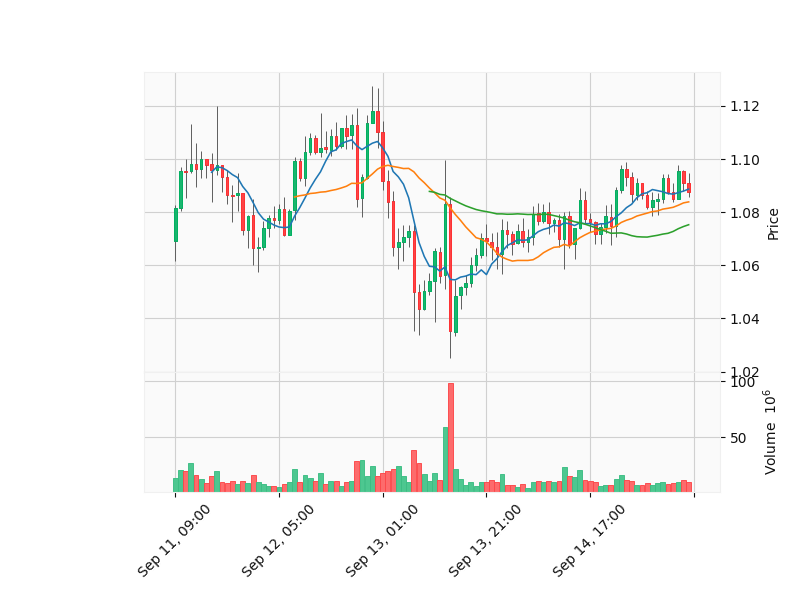 1.12
1.10
1.08
1.06
1.04
1.02
Price
100
50
Volume 10^6
Sep 11, 09:00
Sep 12, 05:00
Sep 13, 01:00
Sep 13, 21:00
Sep 14, 17:00